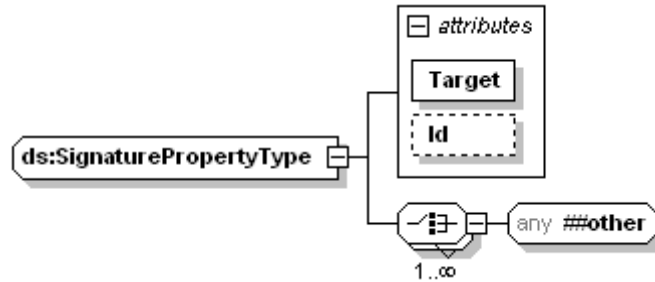 attributes
Target
Id
ds:SignaturePropertyType
any ##other
1..∞